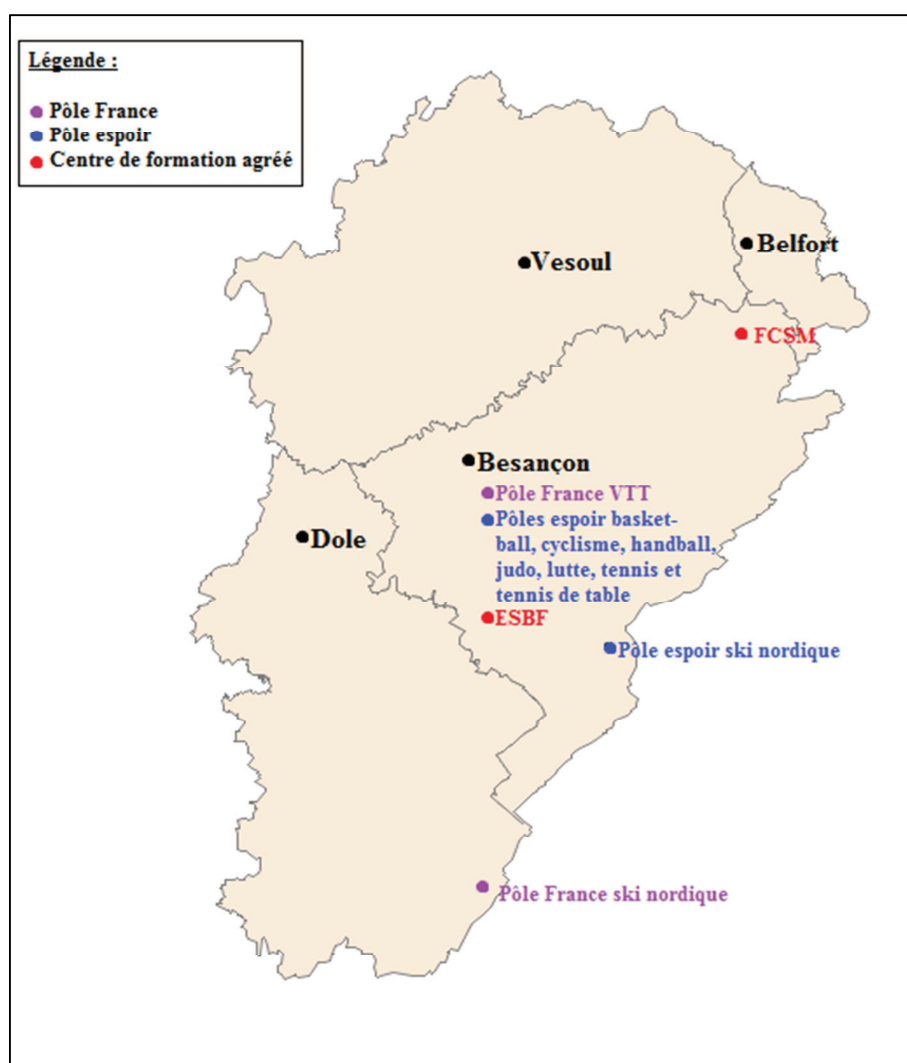 Légende :
Pôle France
Pôle espoir
Centre de formation agréé
Belfort
Vesoul
FCSM
Besançon
Pôle France VTT
Pôles espoir basket-
ball, cyclisme, handball,
judo, lutte, tennis et
tennis de table
Dole
ESBF
Pôle espoir ski nordique
Pôle France ski nordique